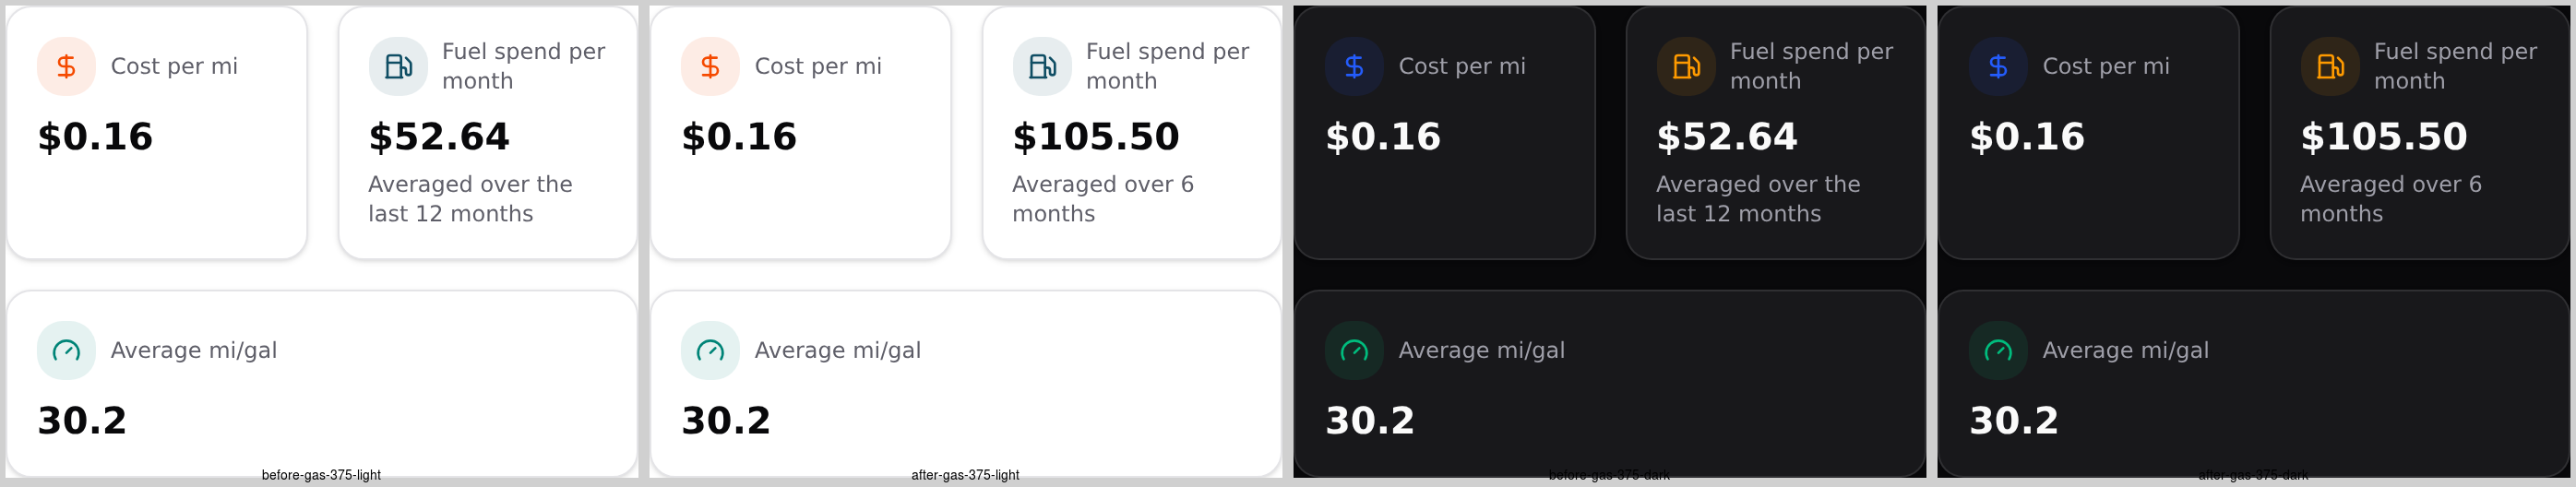 Cost per mi
$0.16
Fuel spend per
month
$52.64
Averaged over the
last 12 months
Average mi/gal
30.2
before-gas-375-light
Cost per mi
$0.16
Fuel spend per
month
$105.50
Averaged over 6
months
Average mi/gal
30.2
after-gas-375-light
Cost per mi
$0.16
Fuel spend per
month
$52.64
Averaged over the
last 12 months
Average mi/gal
30.2
before-gas-375-dark
Cost per mi
$0.16
Fuel spend per
month
$105.50
Averaged over 6
months
Average mi/gal
30.2
after-gas-375-dark